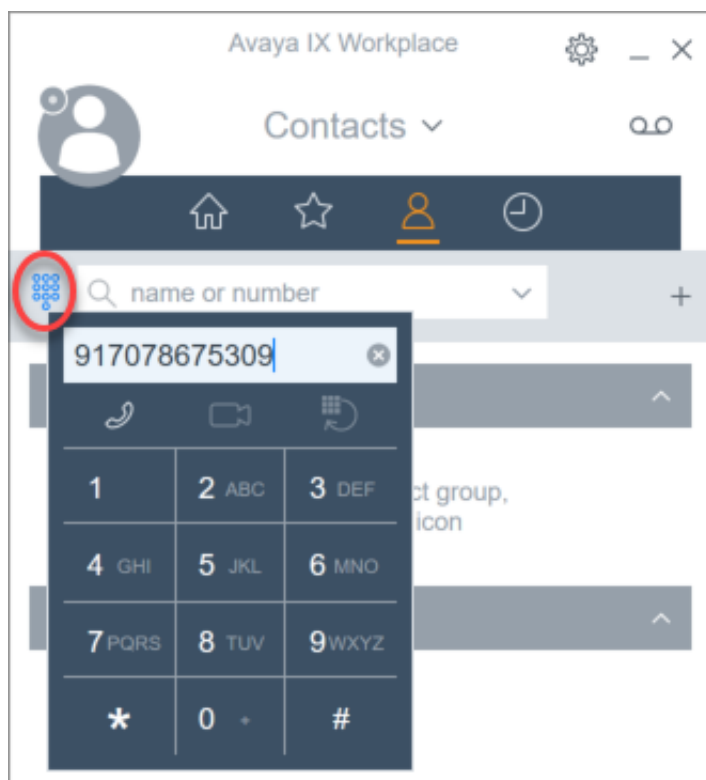 Avaya IX Workplace
Contacts
name or number
917078675309
1
2 ABC
3 DEF
ct group,
icon
4 GHI
5 JKL
6 MNO
7 PQRS
8 TUV
9 WXYZ
*
0 +
#